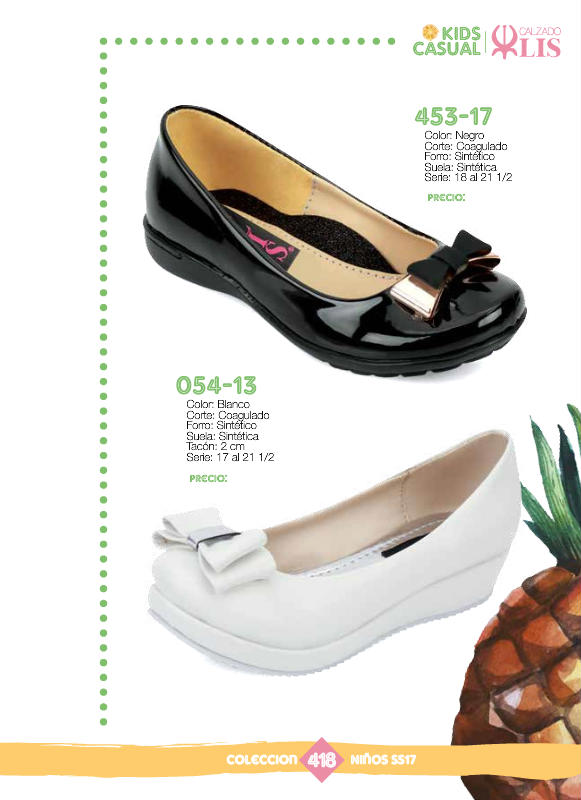 KIDS
CASUAL
CALZADO
LIS
453-17
Color: Negro
Corte: Coagulado
Forro: Sintético
Suela: Sintética
Serie: 18 al 21 1/2
PRECIO:
LIS®
054-13
Color: Blanco
Corte: Coagulado
Forro: Sintético
Suela: Sintética
Tacón: 2 cm
Serie: 17 al 21 1/2
PRECIO:
COLECCION 418 NIÑOS SS17